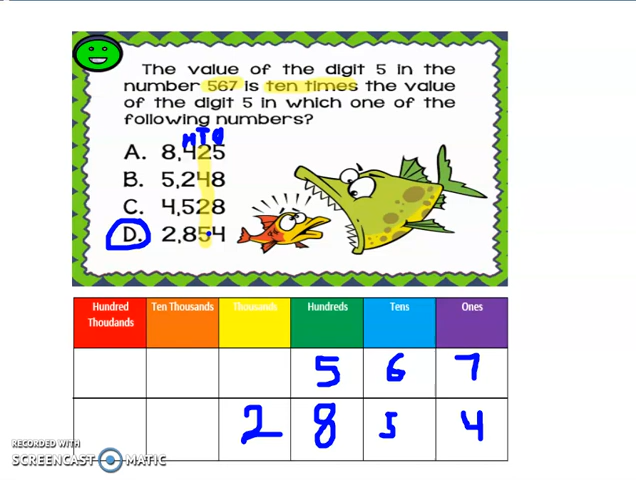 The value of the digit 5 in the
number 567 is ten times the value
of the digit 5 in which one of the
following numbers?
H T O
A. 8,425
B. 5,248
C. 4,528
D. 2,854
Hundred Thoudands Ten Thousands Thousands Hundreds Tens Ones
5 6 7
2 8 5 4
RECORDED WITH
SCREENCAST MATIC